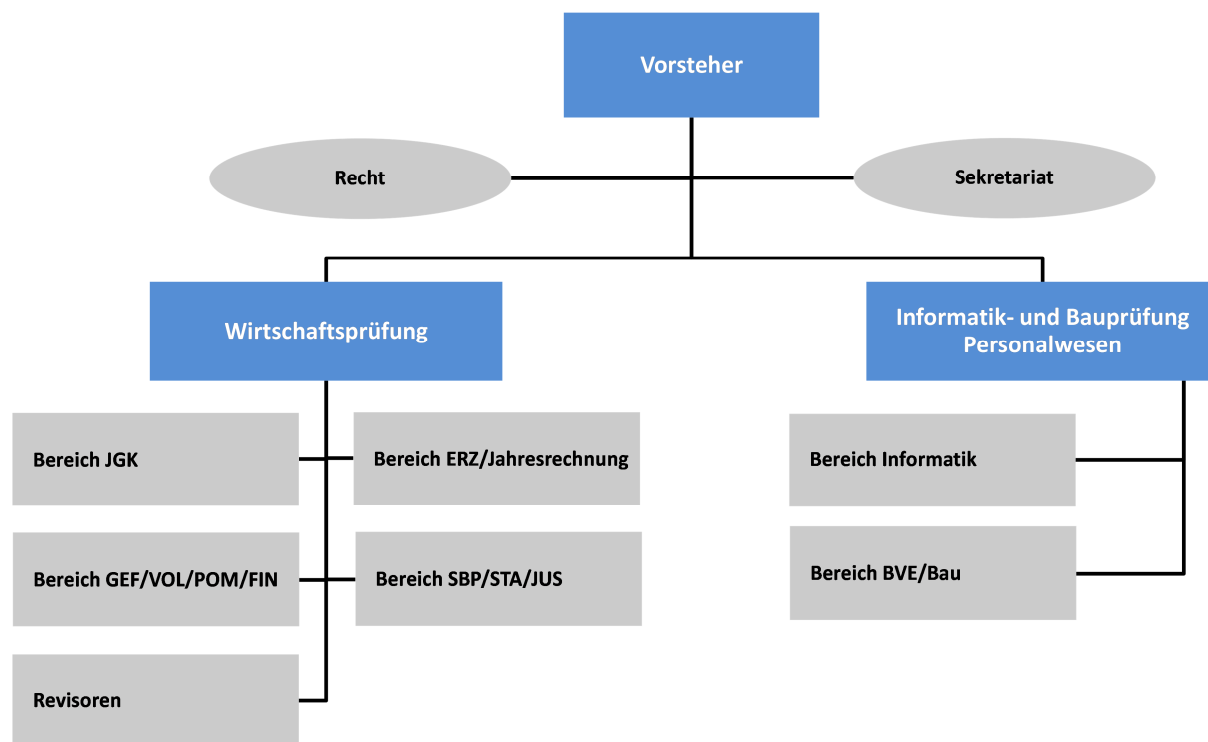 Vorsteher
Recht
Sekretariat
Wirtschaftsprüfung
Informatik- und Bauprüfung
Personalwesen
Bereich JGK
Bereich ERZ/Jahresrechnung
Bereich Informatik
Bereich GEF/VOL/POM/FIN
Bereich SBP/STA/JUS
Bereich BVE/Bau
Revisoren